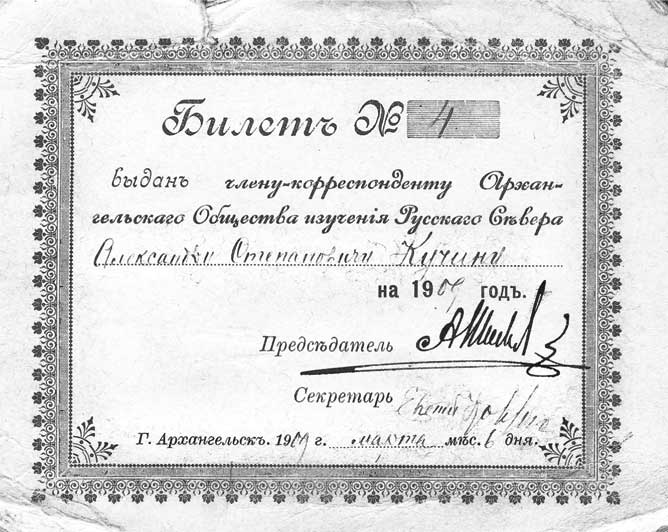 Билетъ № 4
выданъ члену-корреспонденту Архан-
гельскаго Общества изученія Русскаго Сѣвера
Александру Степановичу Кучину
на 1909 годъ.
Предсѣдатель
Секретарь
Г. Архангельскъ. 1909 г. марта мѣс. 6 дня.